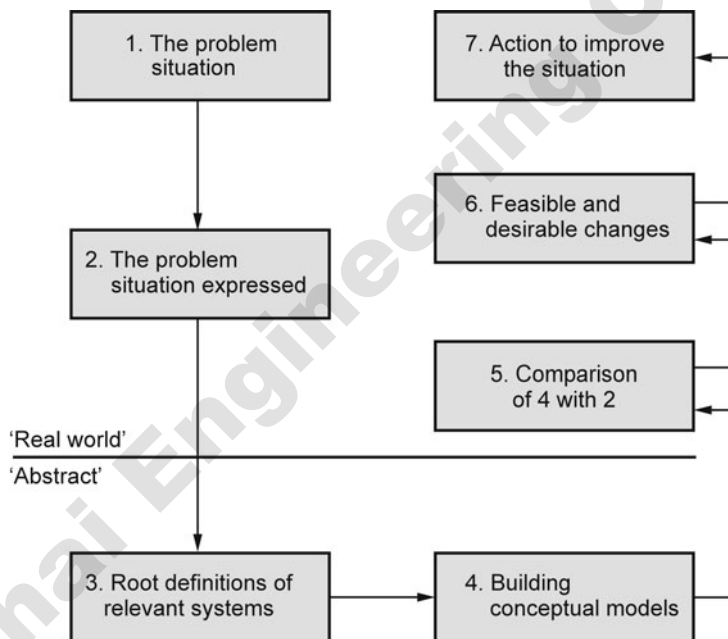 1. The problem
situation
2. The problem
situation expressed
'Real world'
'Abstract'
3. Root definitions of
relevant systems
4. Building
conceptual models
5. Comparison
of 4 with 2
6. Feasible and
desirable changes
7. Action to improve
the situation
hai Engineering C